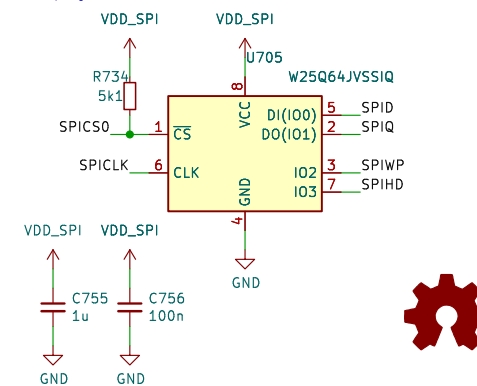 VDD_SPI VDD_SPI
U705
R734 W25Q64JVSSIQ
5k1
8
VCC
DI(IO0) 5 SPID
SPICS0 1 CS DO(IO1) 2 SPIQ
SPICLK 6 CLK IO2 3 SPIWP
GND IO3 7 SPIHD
4
VDD_SPI VDD_SPI
GND
C755 C756
1u 100n
GND GND